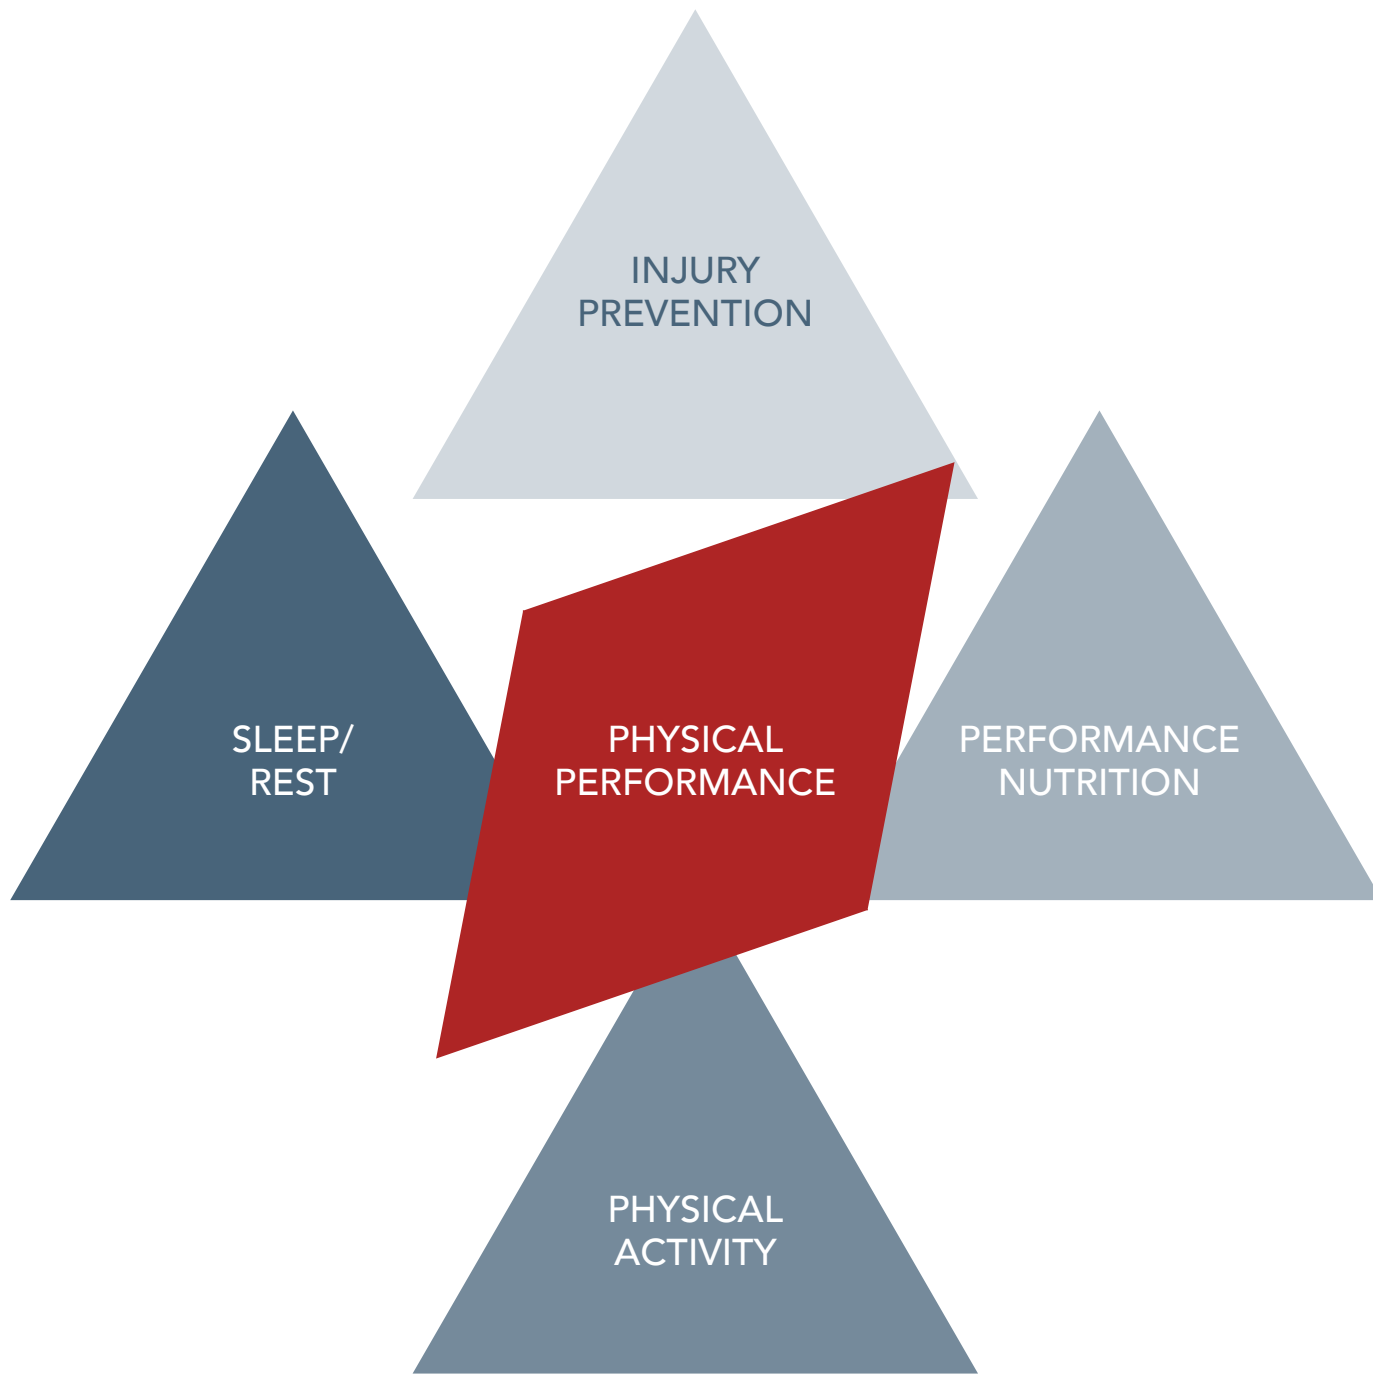 INJURY
PREVENTION
SLEEP/
REST
PHYSICAL
PERFORMANCE
PERFORMANCE
NUTRITION
PHYSICAL
ACTIVITY